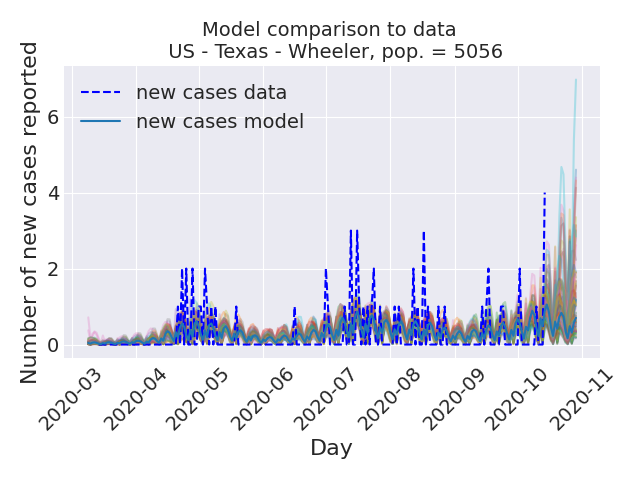 Model comparison to data
US - Texas - Wheeler, pop. = 5056
Number of new cases reported
new cases data
new cases model
6
4
2
0
2020-03
2020-04
2020-05
2020-06
2020-07
2020-08
2020-09
2020-10
2020-11
Day